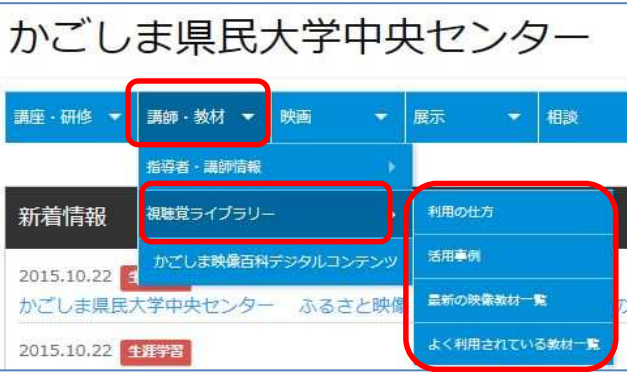 かごしま県民大学中央センター
講座・研修 講師・教材 映画 展示 相談
指導者・講師情報
新着情報 視聴覚ライブラリー 利用の仕方
かごしま映像百科デジタルコンテンツ 活用事例
2015.10.22
かごしま県民大学中央センター ふるさと映像 最新の映像教材一覧 の
2015.10.22 生涯学習 よく利用されている教材一覧